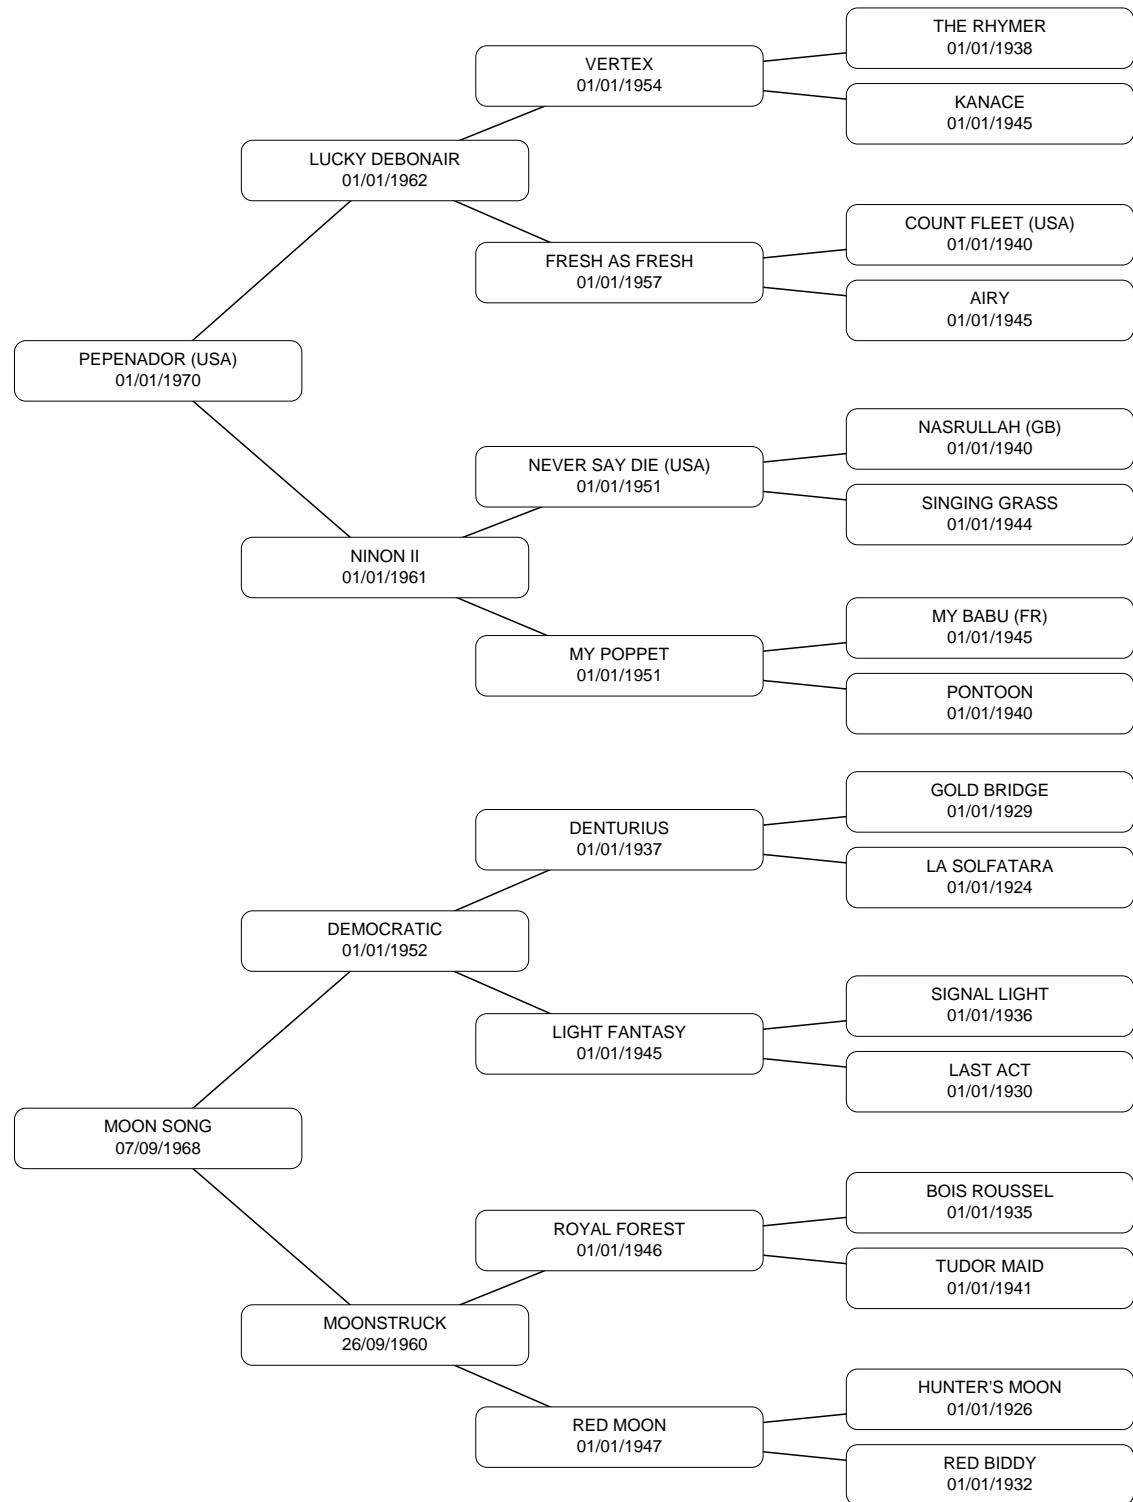 THE RHYMER
01/01/1938
VERTEX
01/01/1954
KANACE
01/01/1945
LUCKY DEBONAIR
01/01/1962
COUNT FLEET (USA)
01/01/1940
FRESH AS FRESH
01/01/1957
AIRY
01/01/1945
PEPENADOR (USA)
01/01/1970
NASRULLAH (GB)
01/01/1940
NEVER SAY DIE (USA)
01/01/1951
SINGING GRASS
01/01/1944
NINON II
01/01/1961
MY BABU (FR)
01/01/1945
MY POPPET
01/01/1951
PONTOON
01/01/1940
GOLD BRIDGE
01/01/1929
DENTURIUS
01/01/1937
LA SOLFATARA
01/01/1924
DEMOCRATIC
01/01/1952
SIGNAL LIGHT
01/01/1936
LIGHT FANTASY
01/01/1945
LAST ACT
01/01/1930
MOON SONG
07/09/1968
BOIS ROUSSEL
01/01/1935
ROYAL FOREST
01/01/1946
TUDOR MAID
01/01/1941
MOONSTRUCK
26/09/1960
HUNTER'S MOON
01/01/1926
RED MOON
01/01/1947
RED BIDDY
01/01/1932